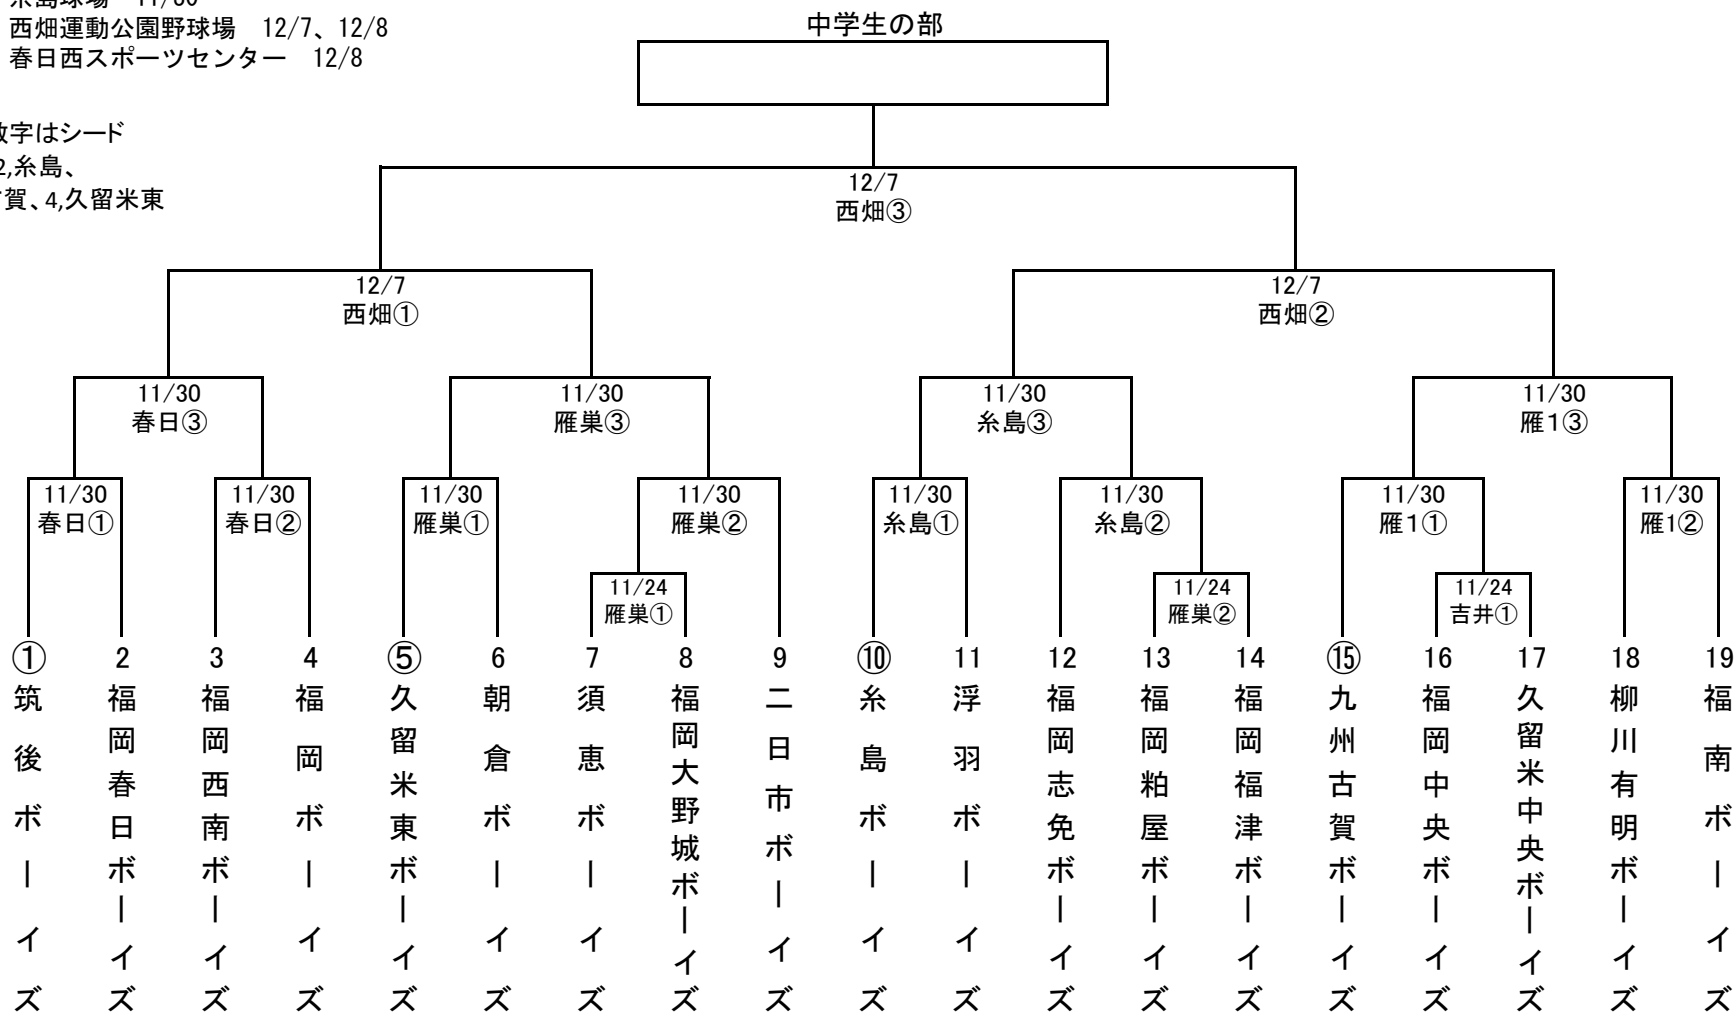 糸島球場　11/30
西畑運動公園野球場　12/7、12/8
春日西スポーツセンター　12/8
中学生の部
数字はシード
2,糸島、
賀、4,久留米東
12/7
西畑③
12/7
西畑①
12/7
西畑②
11/30
春日③
11/30
雁巣③
11/30
糸島③
11/30
雁1③
11/30
春日①
11/30
春日②
11/30
雁巣①
11/30
雁巣②
11/30
糸島①
11/30
糸島②
11/30
雁1①
11/30
雁1②
11/24
雁巣①
11/24
雁巣②
11/24
吉井①
①
筑後ボーイズ
2
福岡春日ボーイズ
3
福岡西南ボーイズ
4
福岡ボーイズ
⑤
久留米東ボーイズ
6
朝倉ボーイズ
7
須恵ボーイズ
8
福岡大野城ボーイズ
9
二日市ボーイズ
⑩
糸島ボーイズ
11
浮羽ボーイズ
12
福岡志免ボーイズ
13
福岡粕屋ボーイズ
14
福岡福津ボーイズ
⑮
九州古賀ボーイズ
16
福岡中央ボーイズ
17
久留米中央ボーイズ
18
柳川有明ボーイズ
19
福南ボーイズ